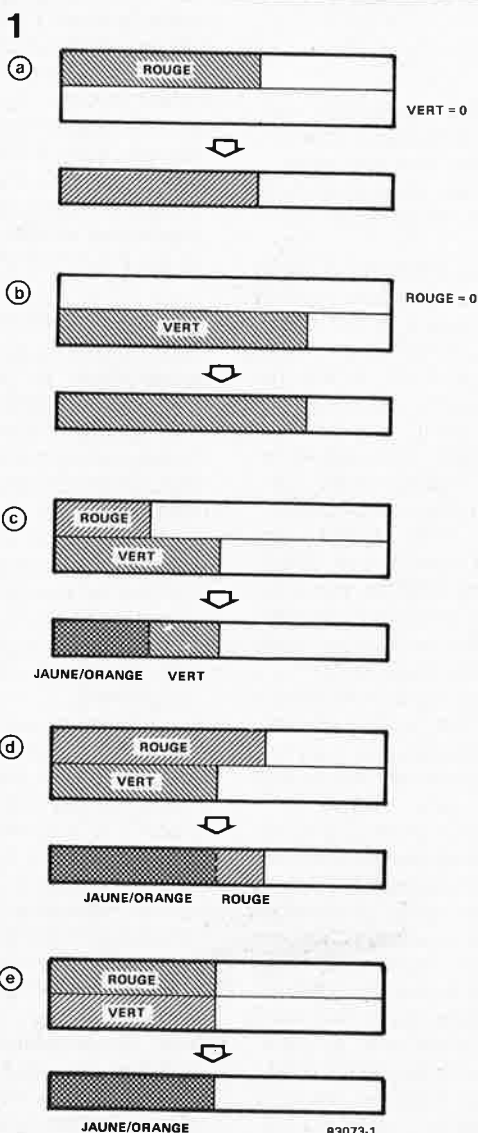 1
a
ROUGE
VERT = 0
b
ROUGE = 0
VERT
c
ROUGE
VERT
JAUNE/ORANGE VERT
d
ROUGE
VERT
JAUNE/ORANGE ROUGE
e
ROUGE
VERT
JAUNE/ORANGE
83073-1